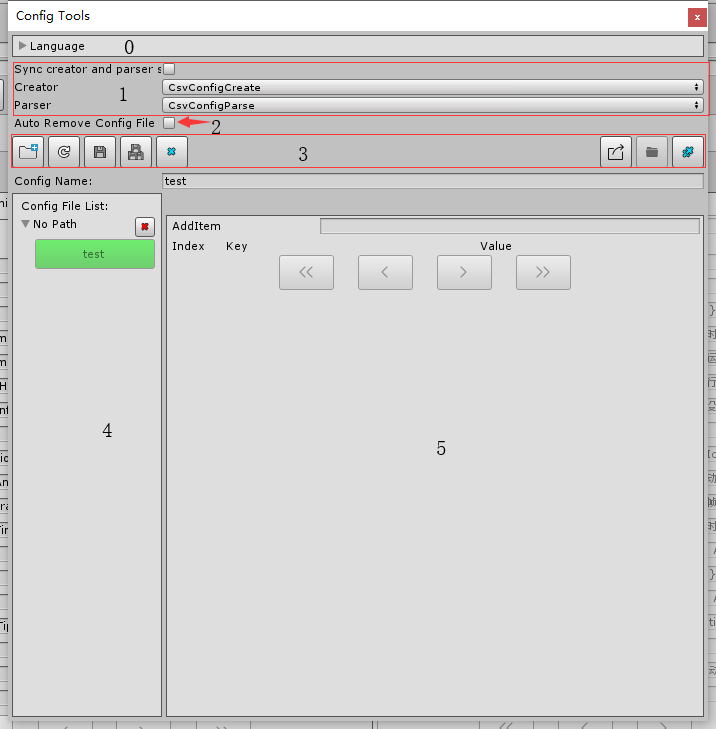 Config Tools
Language 0
Sync creator and parser s
Creator CsvConfigCreate
1
Parser CsvConfigParse
Auto Remove Config File 2
3
Config Name: test
Config File List:
No Path
test
AddItem
Index Key Value
<< < > >>
4
5